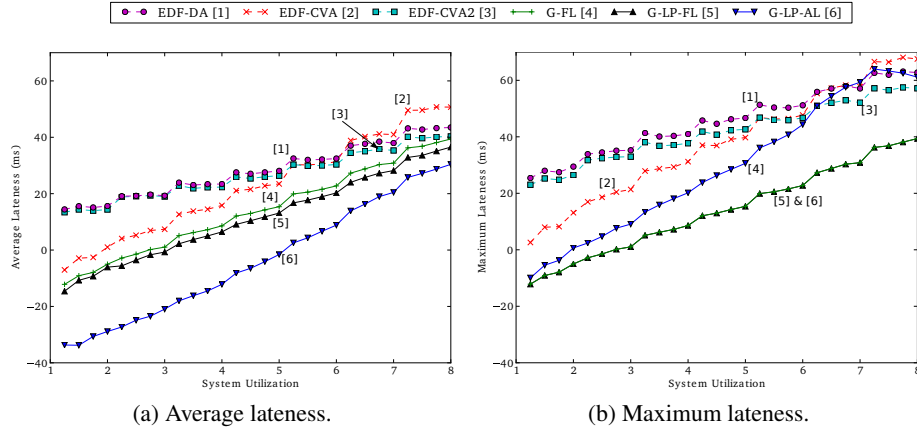 EDF-DA [1] EDF-CVA [2] EDF-CVA2 [3] G-FL [4] G-LP-FL [5] G-LP-AL [6]
60
40
20
0
−20
−40
1 2 3 4 5 6 7 8
Average Lateness (ms)
System Utilization
[1]
[2]
[3]
[4]
[5]
[6]
(a) Average lateness.
60
40
20
0
−20
−40
1 2 3 4 5 6 7 8
Maximum Lateness (ms)
System Utilization
[1]
[2]
[3]
[4]
[5] & [6]
(b) Maximum lateness.